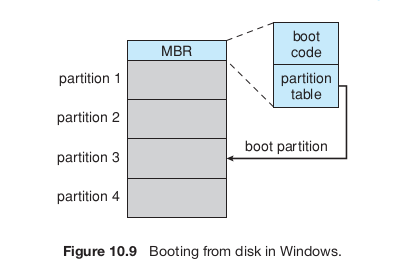 MBR
boot
code
partition
table
partition 1
partition 2
partition 3
partition 4
boot partition
Figure 10.9 Booting from disk in Windows.